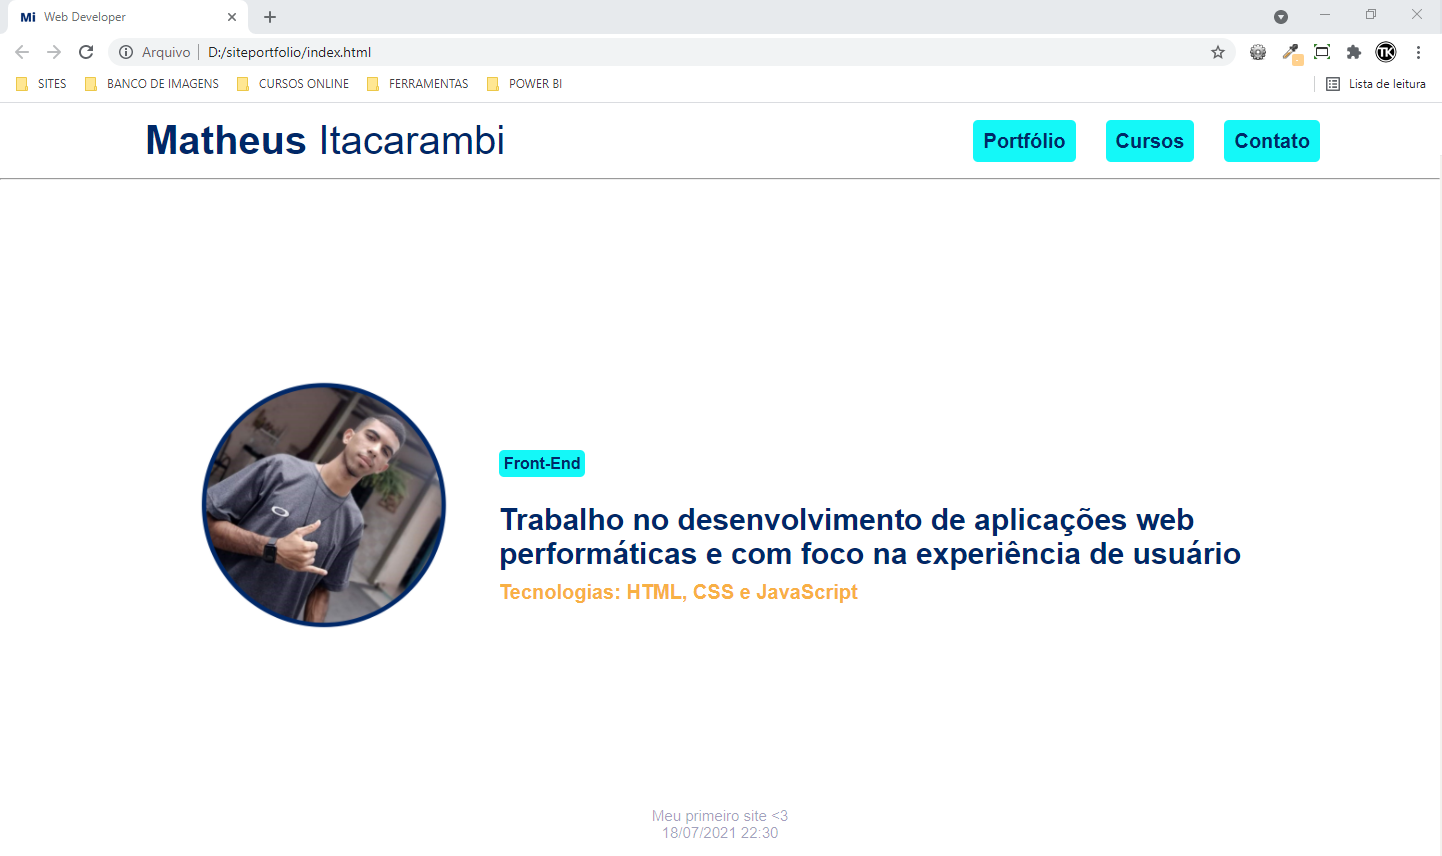 Mi Web Developer
Arquivo D:/siteportfolio/index.html
TK
SITES BANCO DE IMAGENS CURSOS ONLINE FERRAMENTAS POWER BI Lista de leitura
Matheus Itacarambi Portfólio Cursos Contato
Front-End
Trabalho no desenvolvimento de aplicações web
performáticas e com foco na experiência de usuário
Tecnologias: HTML, CSS e JavaScript
Meu primeiro site <3
18/07/2021 22:30